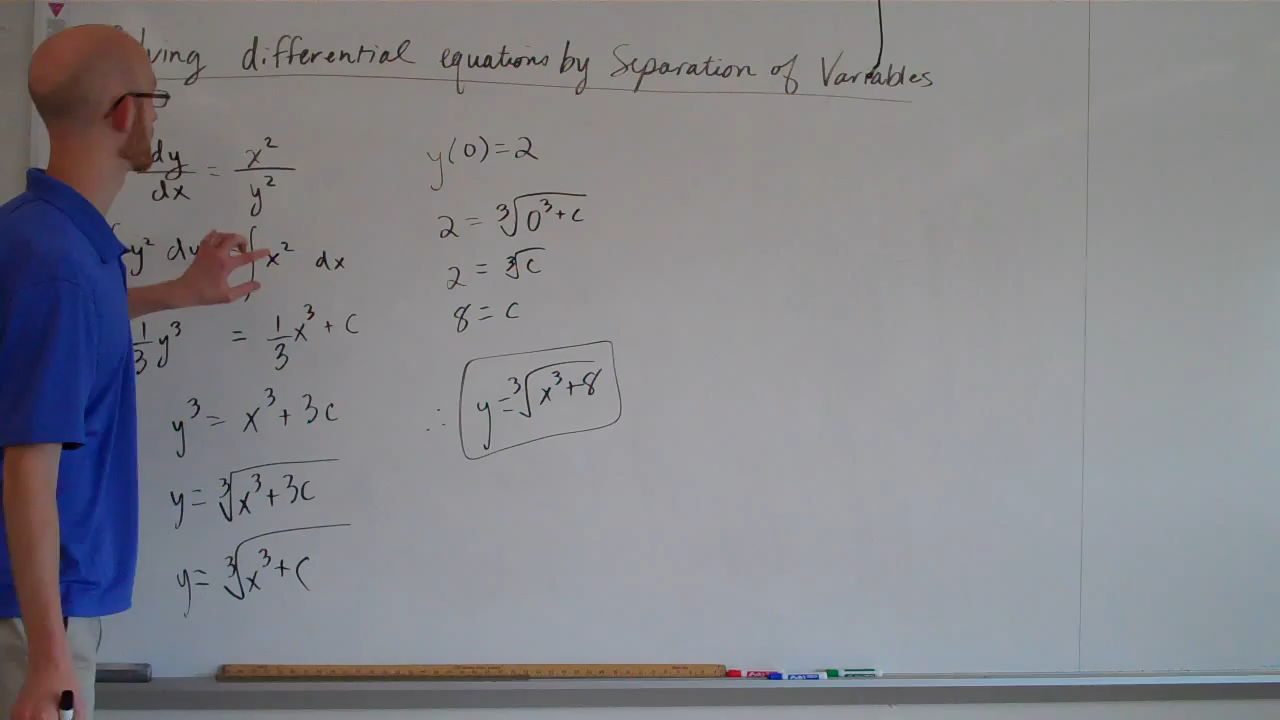 lving differential equations by Separation of Variables
dy/dx = x²/y²
y² dy ∫ x² dx
1/3 y³ = 1/3 x³ + C
y³ = x³ + 3C
y = ∛(x³ + 3C)
y = ∛(x³ + C)
y(0) = 2
2 = ∛(0³ + C)
2 = ∛C
8 = C
∴ y = ∛(x³ + 8)